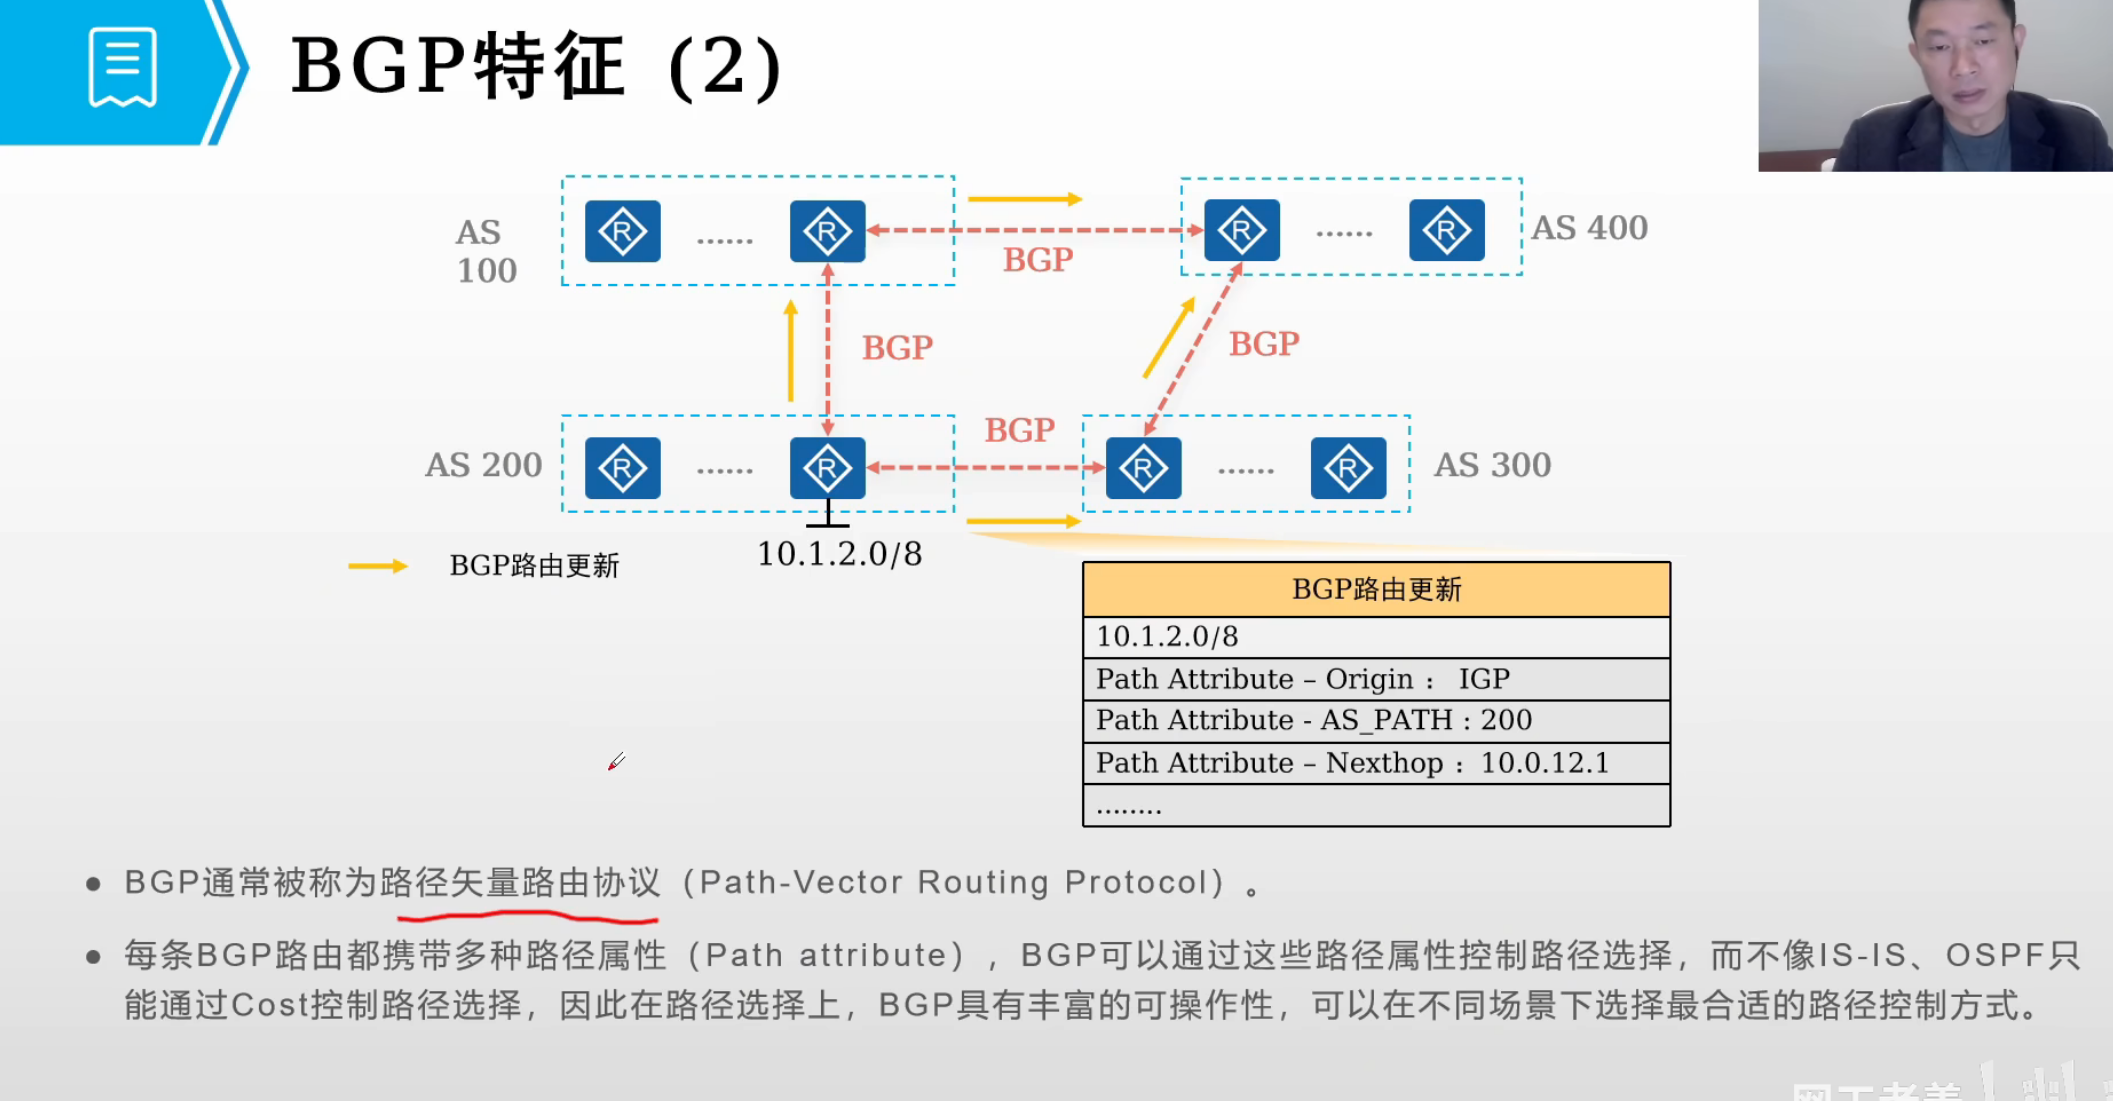 BGP特征 (2)
AS
100
R
......
R
BGP
R
......
R
AS 400
BGP
BGP
AS 200
R
......
R
BGP
R
......
R
AS 300
10.1.2.0/8
BGP路由更新
BGP路由更新
10.1.2.0/8
Path Attribute – Origin： IGP
Path Attribute - AS_PATH : 200
Path Attribute – Nexthop： 10.0.12.1
........
● BGP通常被称为路径矢量路由协议（Path-Vector Routing Protocol）。
● 每条BGP路由都携带多种路径属性（Path attribute），BGP可以通过这些路径属性控制路径选择，而不像IS-IS、OSPF只
能通过Cost控制路径选择，因此在路径选择上，BGP具有丰富的可操作性，可以在不同场景下选择最合适的路径控制方式。